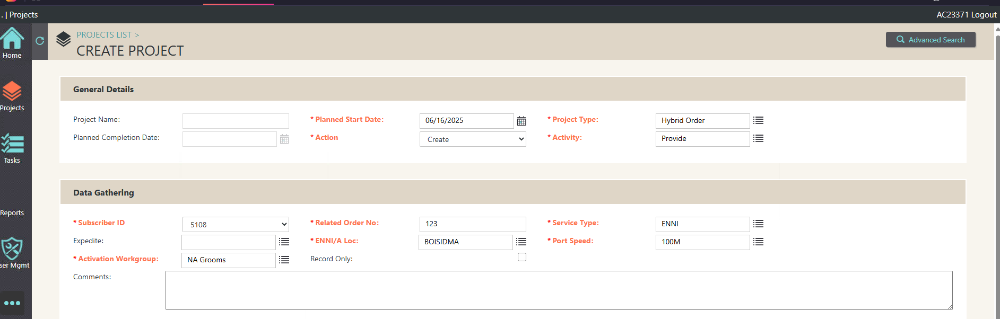 . | Projects
AC23371 Logout
Home
PROJECTS LIST >
CREATE PROJECT
Advanced Search
Projects
Tasks
Reports
ser Mgmt
General Details
Project Name:
* Planned Start Date: 06/16/2025
* Project Type: Hybrid Order
Planned Completion Date:
* Action Create
* Activity: Provide
Data Gathering
* Subscriber ID 5108
* Related Order No: 123
* Service Type: ENNI
Expedite:
* ENNI/A Loc: BOISIDMA
* Port Speed: 100M
* Activation Workgroup: NA Grooms
Record Only:
Comments: